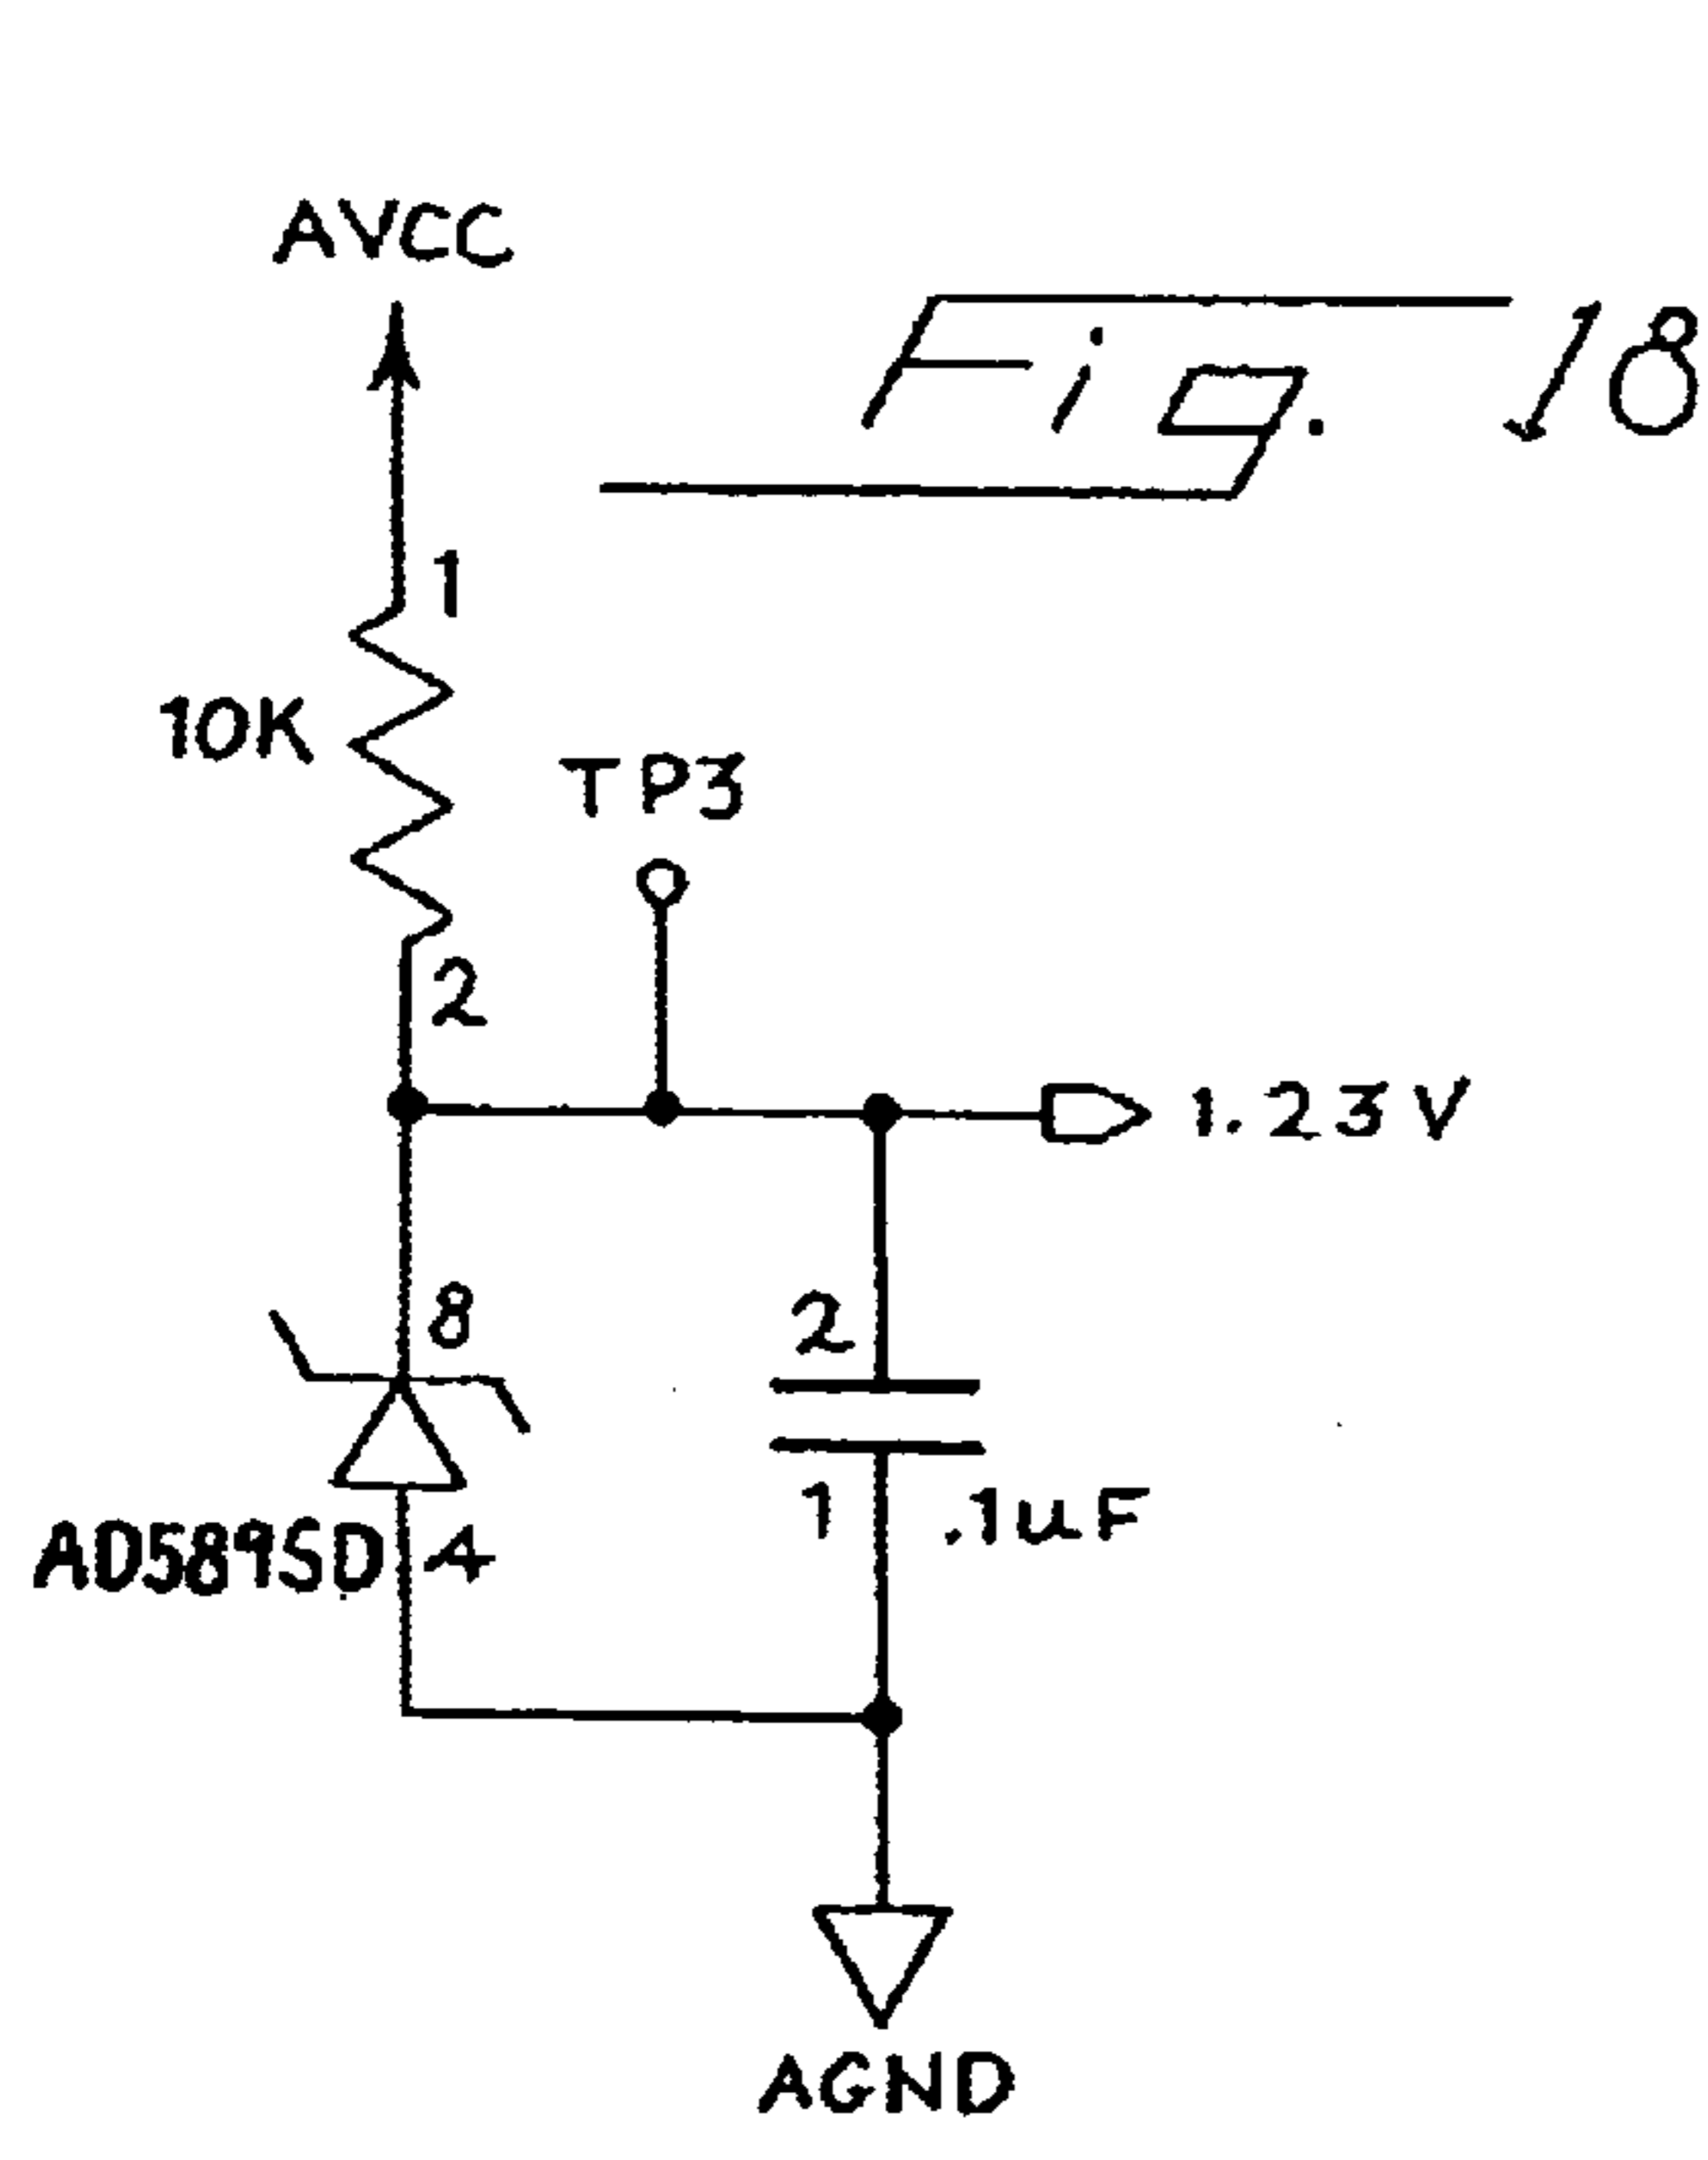 AVCC
Fig. 18
1
10K
TP3
2
1.23V
8
2
AD589SD
4
1
.1uF
AGND